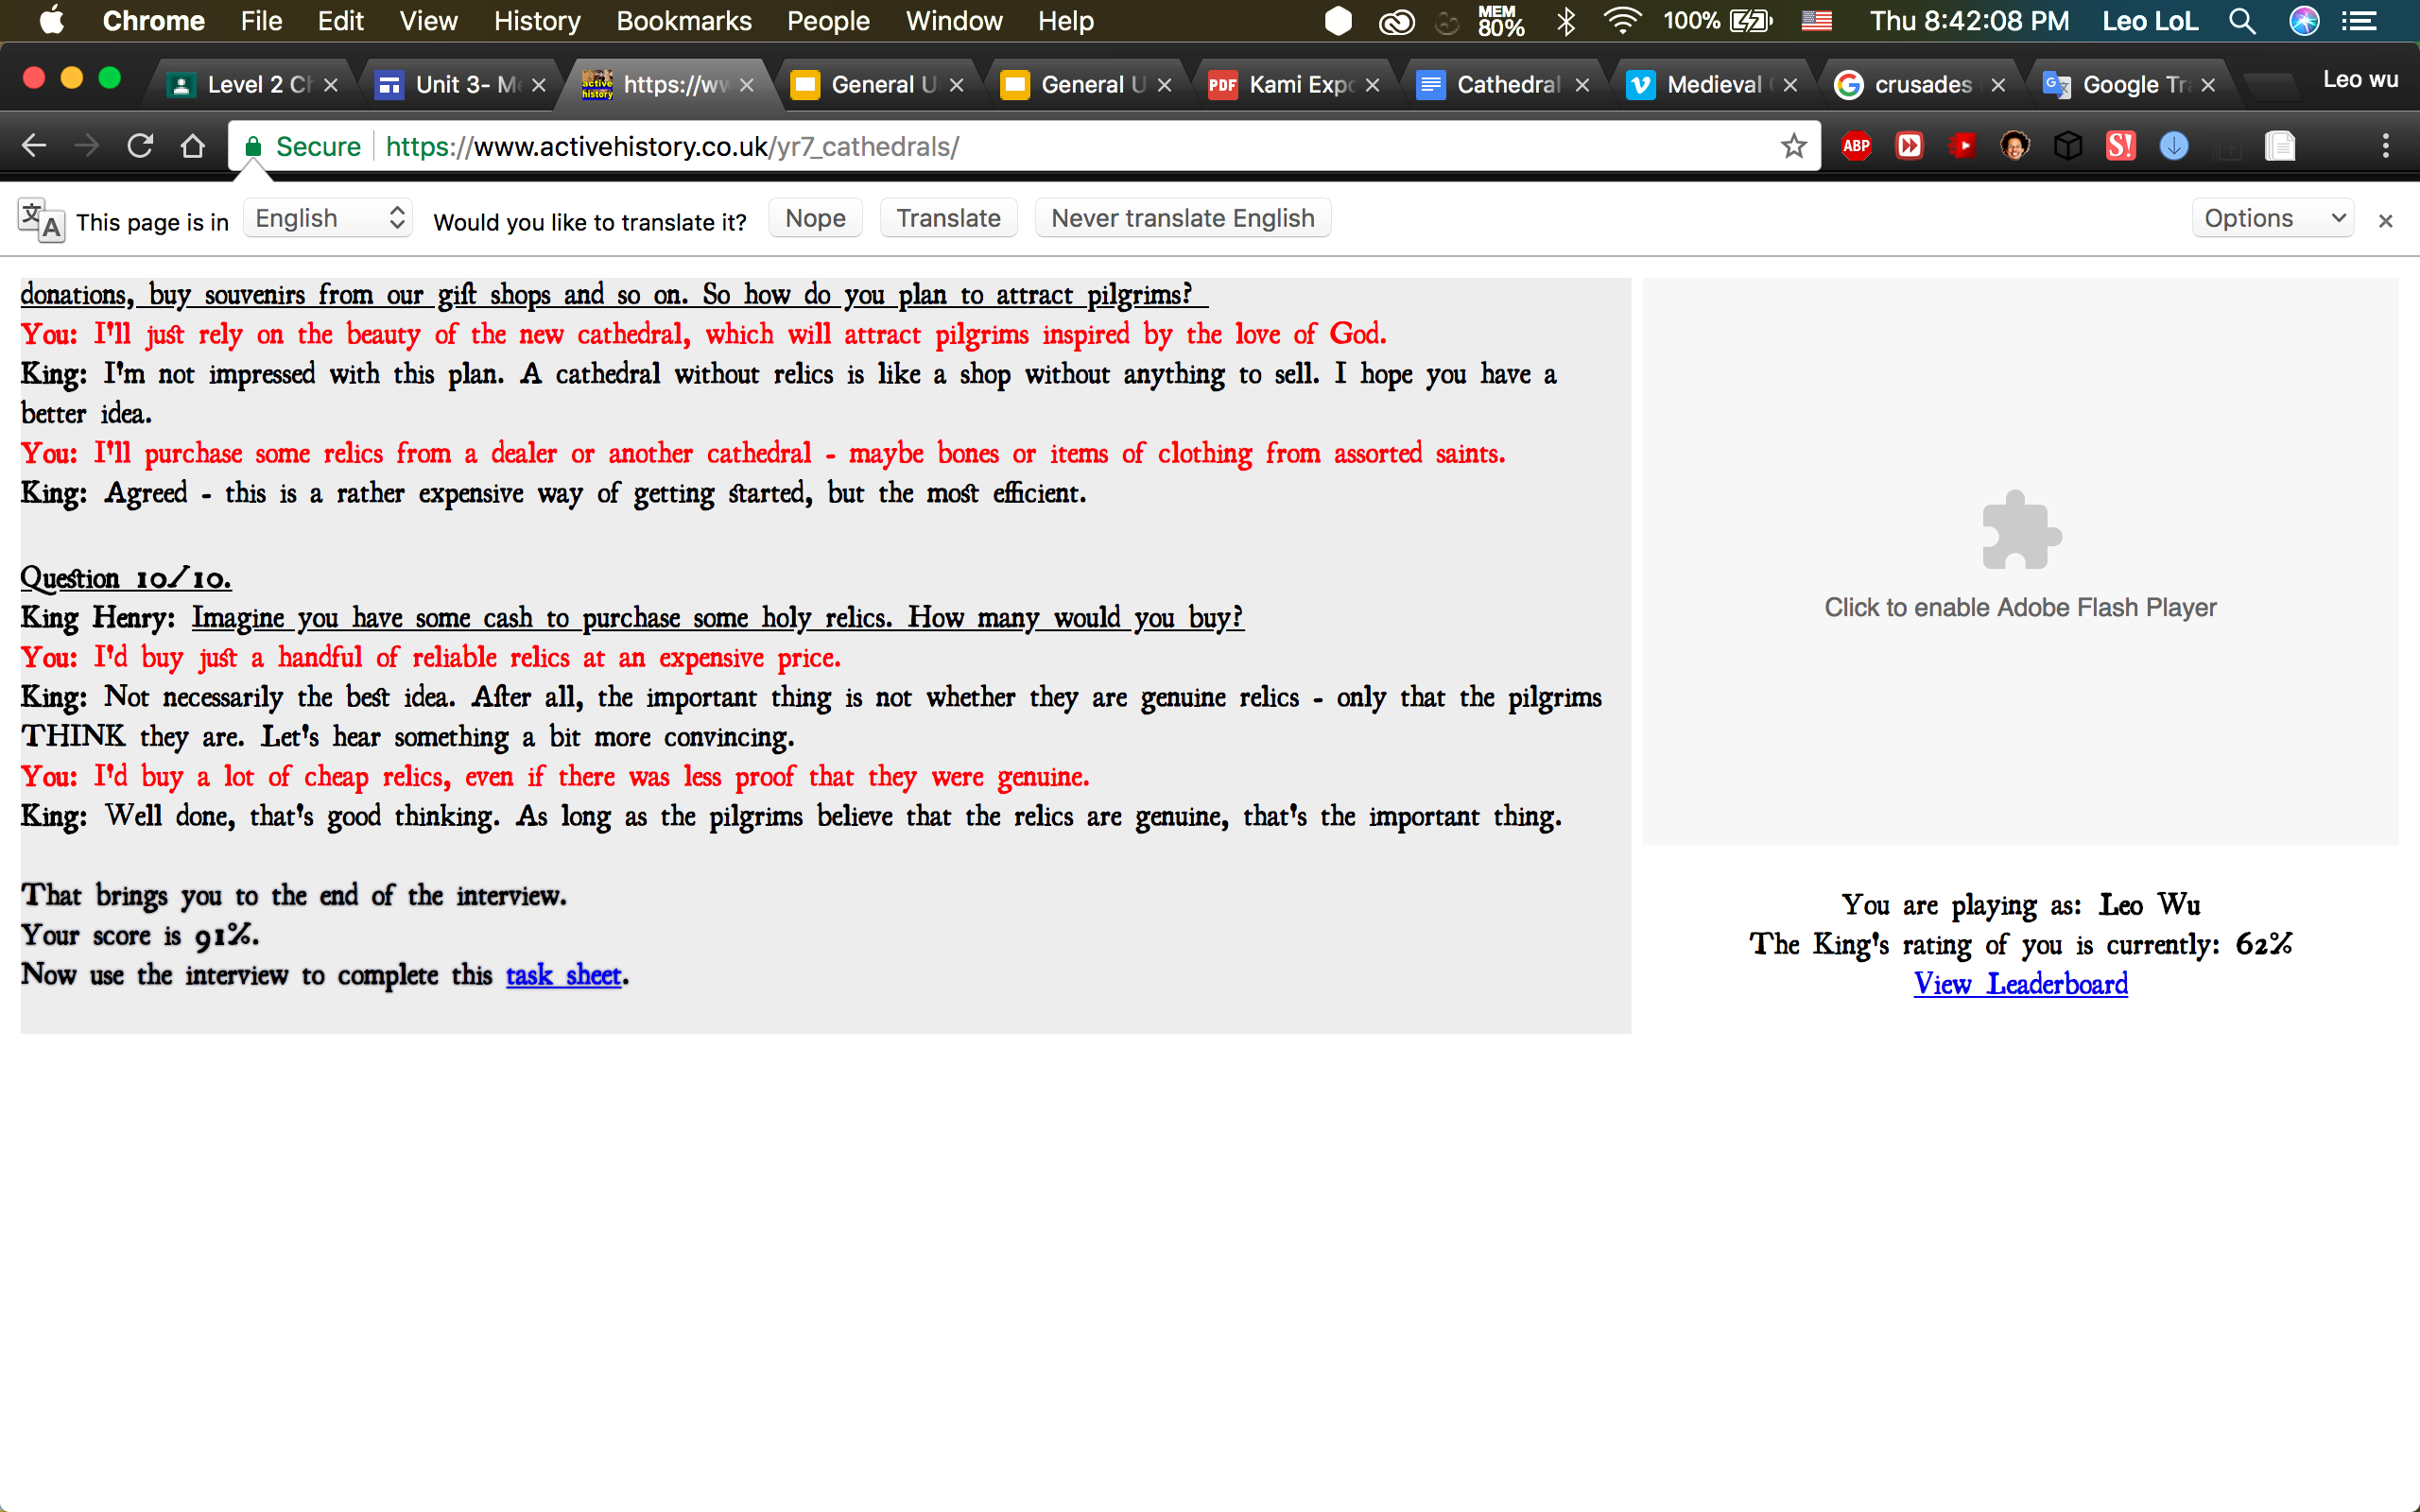 Chrome File Edit View History Bookmarks People Window Help MEM 80% 100% Thu 8:42:08 PM Leo LoL
Level 2 Ch Unit 3- Me active history https://ww General U General U PDF Kami Expo Cathedral Medieval crusades Google Tra Leo wu
Secure https://www.activehistory.co.uk/yr7_cathedrals/ ABP S!
This page is in English Would you like to translate it? Nope Translate Never translate English Options
donations, buy souvenirs from our gift shops and so on. So how do you plan to attract pilgrims?
You: I'll just rely on the beauty of the new cathedral, which will attract pilgrims inspired by the love of God.
King: I'm not impressed with this plan. A cathedral without relics is like a shop without anything to sell. I hope you have a
better idea.
You: I'll purchase some relics from a dealer or another cathedral - maybe bones or items of clothing from assorted saints.
King: Agreed - this is a rather expensive way of getting started, but the most efficient.
Question 10/10.
King Henry: Imagine you have some cash to purchase some holy relics. How many would you buy?
You: I'd buy just a handful of reliable relics at an expensive price.
King: Not necessarily the best idea. After all, the important thing is not whether they are genuine relics - only that the pilgrims
THINK they are. Let's hear something a bit more convincing.
You: I'd buy a lot of cheap relics, even if there was less proof that they were genuine.
King: Well done, that's good thinking. As long as the pilgrims believe that the relics are genuine, that's the important thing.
That brings you to the end of the interview.
Your score is 91%.
Now use the interview to complete this task sheet.
Click to enable Adobe Flash Player
You are playing as: Leo Wu
The King's rating of you is currently: 62%
View Leaderboard